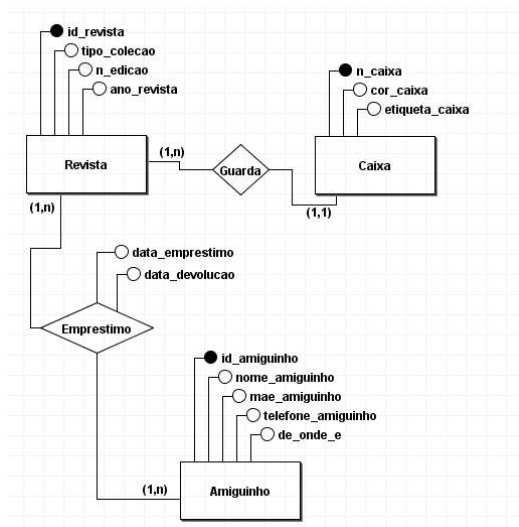 id_revista
tipo_colecao
n_edicao
ano_revista
n_caixa
cor_caixa
etiqueta_caixa
Revista
(1,n)
Guarda
Caixa
(1,1)
(1,n)
data_emprestimo
data_devolucao
Emprestimo
id_amiguinho
nome_amiguinho
mae_amiguinho
telefone_amiguinho
de_onde_e
(1,n)
Amiguinho